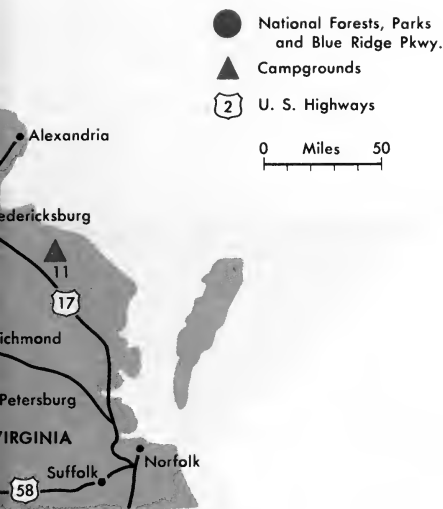 National Forests, Parks
and Blue Ridge Pkwy.
Campgrounds
2 U. S. Highways
0 Miles 50
Alexandria
edericksburg
11
17
ichmond
Petersburg
VIRGINIA
Suffolk
Norfolk
58